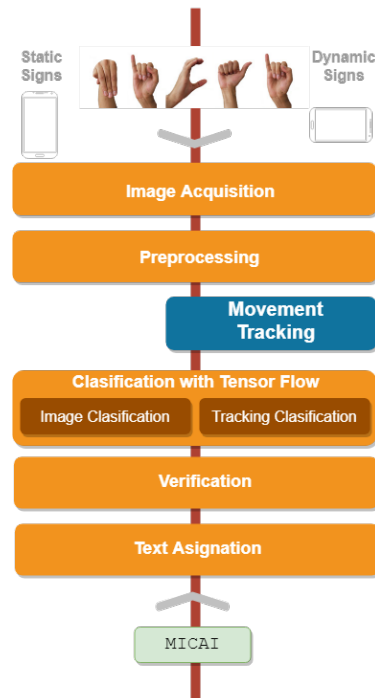 Static
Signs
Dynamic
Signs
Image Acquisition
Preprocessing
Movement
Tracking
Clasification with Tensor Flow
Image Clasification
Tracking Clasification
Verification
Text Asignation
MICAI